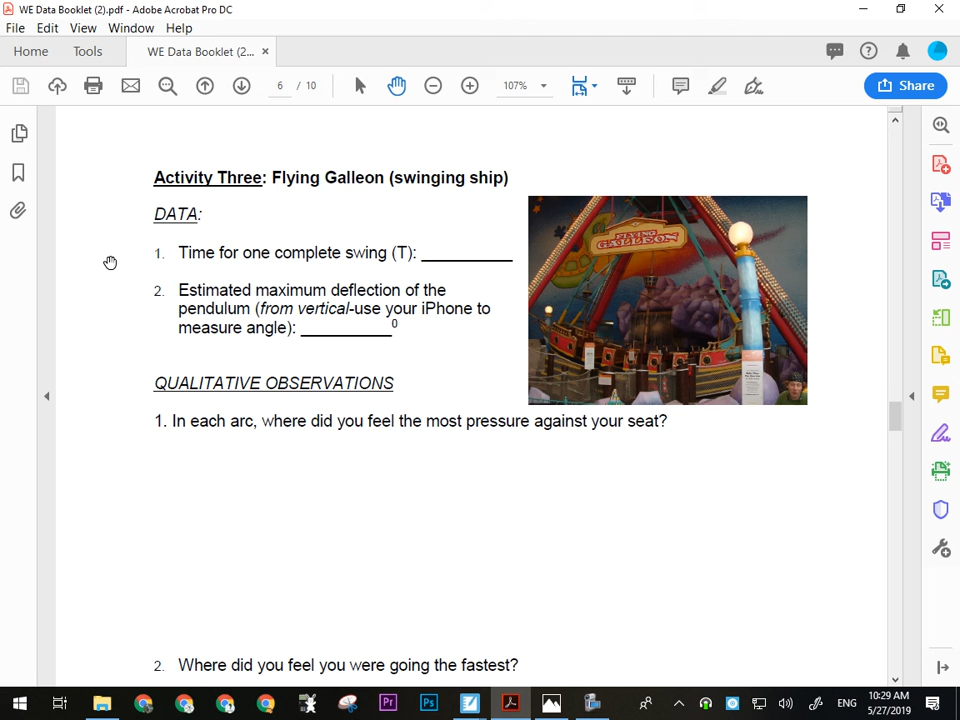 WE Data Booklet (2).pdf - Adobe Acrobat Pro DC
File Edit View Window Help
Home Tools WE Data Booklet (2... ×
6 / 10 107% Share
Activity Three: Flying Galleon (swinging ship)
DATA:
1. Time for one complete swing (T): __________
2. Estimated maximum deflection of the
pendulum (from vertical-use your iPhone to
measure angle): __________0
FLYING
GALLEON
QUALITATIVE OBSERVATIONS
1. In each arc, where did you feel the most pressure against your seat?
2. Where did you feel you were going the fastest?
Pr Ps ENG 10:29 AM
5/27/2019